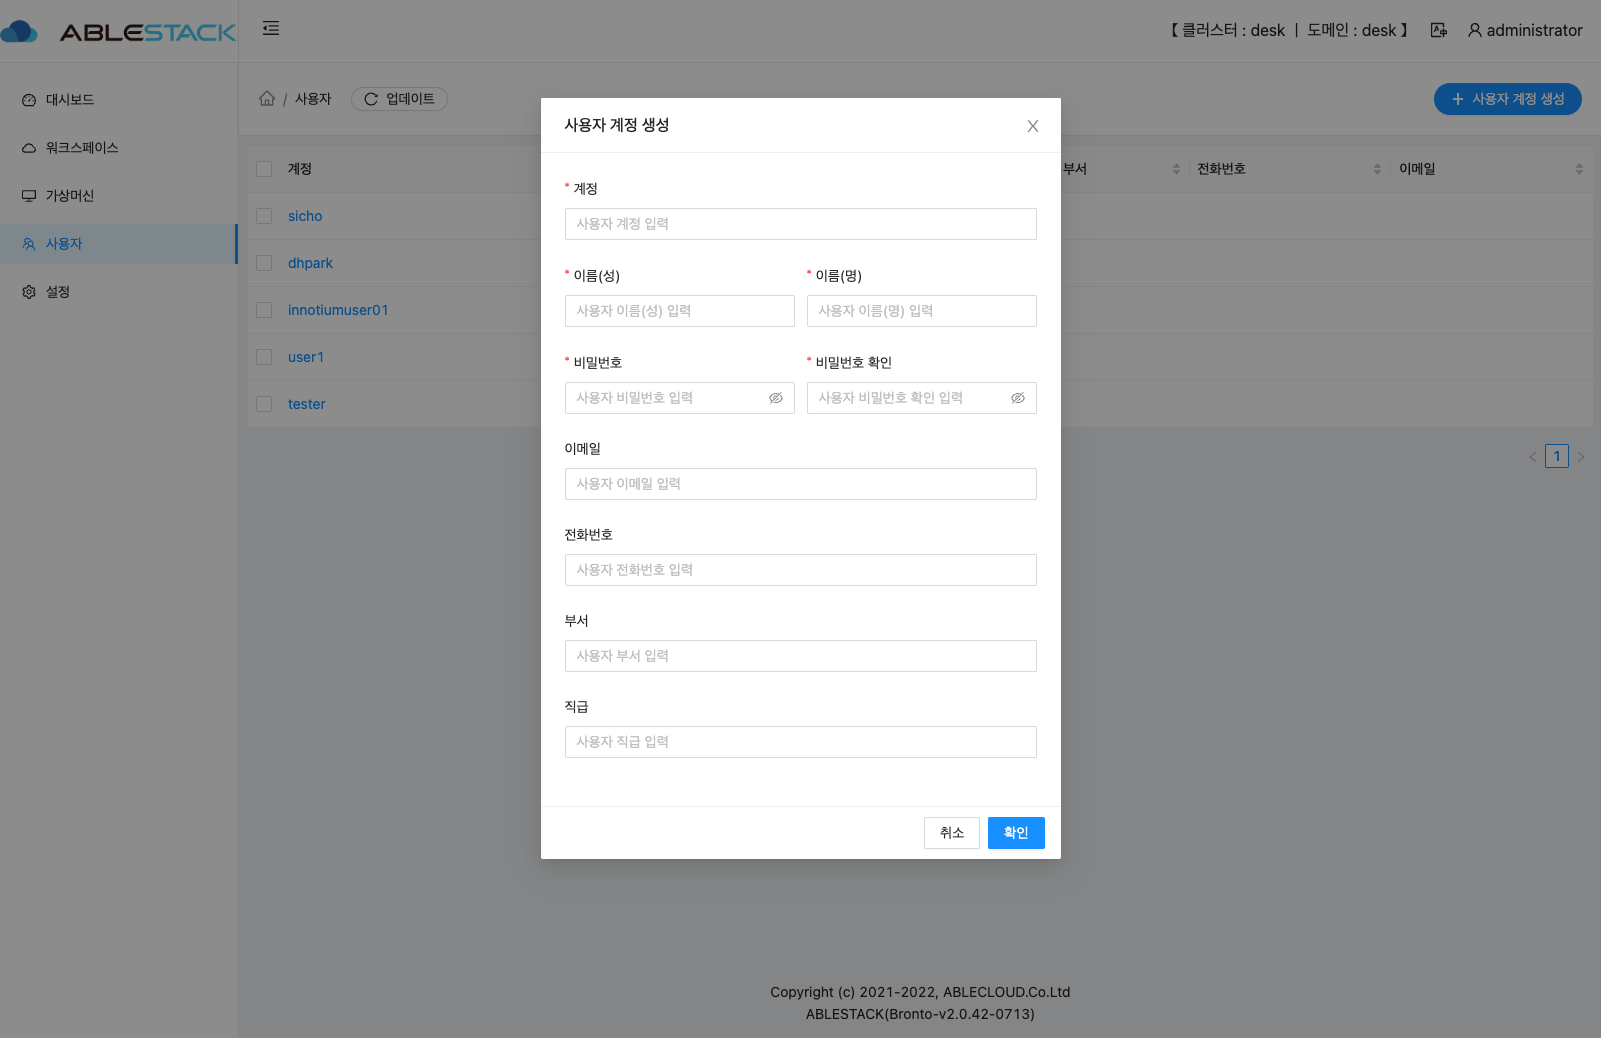 ABLESTACK
【 클러스터 : desk ㅣ 도메인 : desk 】
administrator
대시보드
워크스페이스
가상머신
사용자
설정
/ 사용자
업데이트
+ 사용자 계정 생성
계정
부서
전화번호
이메일
sicho
dhpark
innotiumuser01
user1
tester
< 1 >
사용자 계정 생성
* 계정
사용자 계정 입력
* 이름(성)
* 이름(명)
사용자 이름(성) 입력
사용자 이름(명) 입력
* 비밀번호
* 비밀번호 확인
사용자 비밀번호 입력
사용자 비밀번호 확인 입력
이메일
사용자 이메일 입력
전화번호
사용자 전화번호 입력
부서
사용자 부서 입력
직급
사용자 직급 입력
취소
확인
Copyright (c) 2021-2022, ABLECLOUD.Co.Ltd
ABLESTACK(Bronto-v2.0.42-0713)